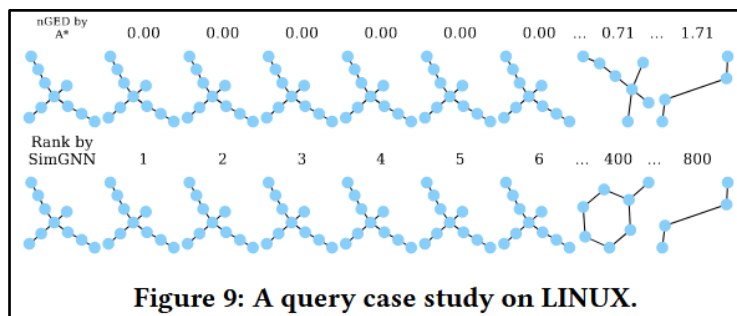 nGED by
A* 0.00 0.00 0.00 0.00 0.00 0.00 ... 0.71 ... 1.71
Rank by
SimGNN 1 2 3 4 5 6 ... 400 ... 800
Figure 9: A query case study on LINUX.